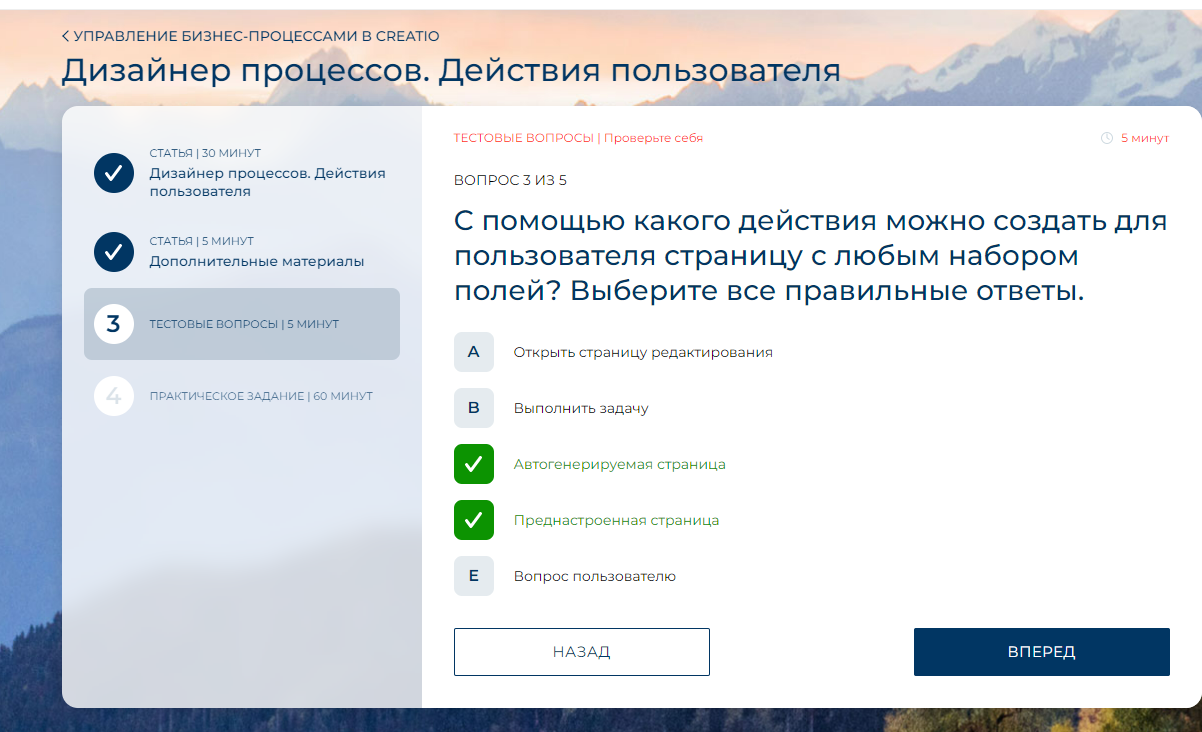 < УПРАВЛЕНИЕ БИЗНЕС-ПРОЦЕССАМИ В CREATIO
Дизайнер процессов. Действия пользователя
СТАТЬЯ | 30 МИНУТ
Дизайнер процессов. Действия
пользователя
СТАТЬЯ | 5 МИНУТ
Дополнительные материалы
3
ТЕСТОВЫЕ ВОПРОСЫ | 5 МИНУТ
4
ПРАКТИЧЕСКОЕ ЗАДАНИЕ | 60 МИНУТ
ТЕСТОВЫЕ ВОПРОСЫ | Проверьте себя
5 минут
ВОПРОС 3 ИЗ 5
С помощью какого действия можно создать для
пользователя страницу с любым набором
полей? Выберите все правильные ответы.
A Открыть страницу редактирования
B Выполнить задачу
Автогенерируемая страница
Преднастроенная страница
E Вопрос пользователю
НАЗАД
ВПЕРЕД